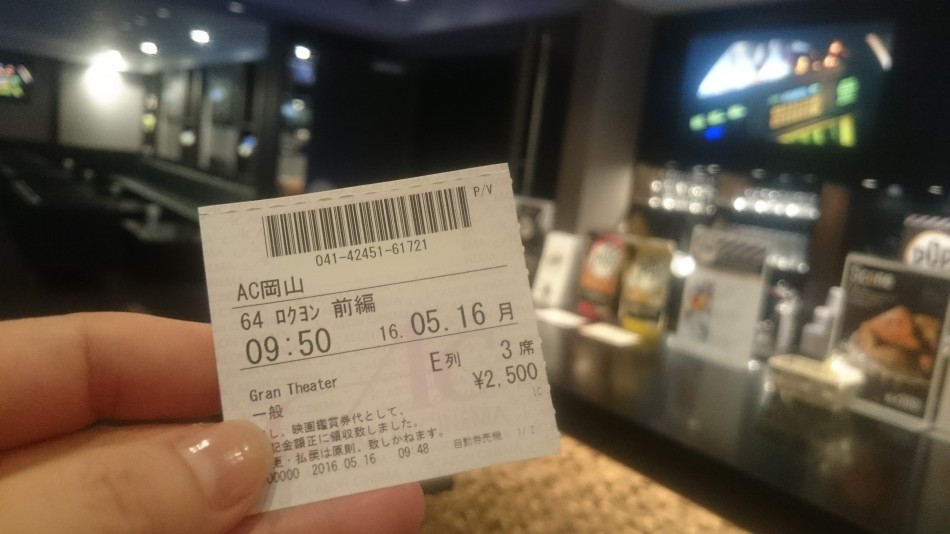 P/V
041-42451-61721
AC岡山
64 ロクヨン 前編
09:50 16.05.16 月
E列 3席
Gran Theater ¥2,500
一般
し、映画鑑賞券代として、
記金額正に領収致しました。
更・払戻は原則、致しかねます。
00000 2016.05.16 09:48 自動券売機 1/2